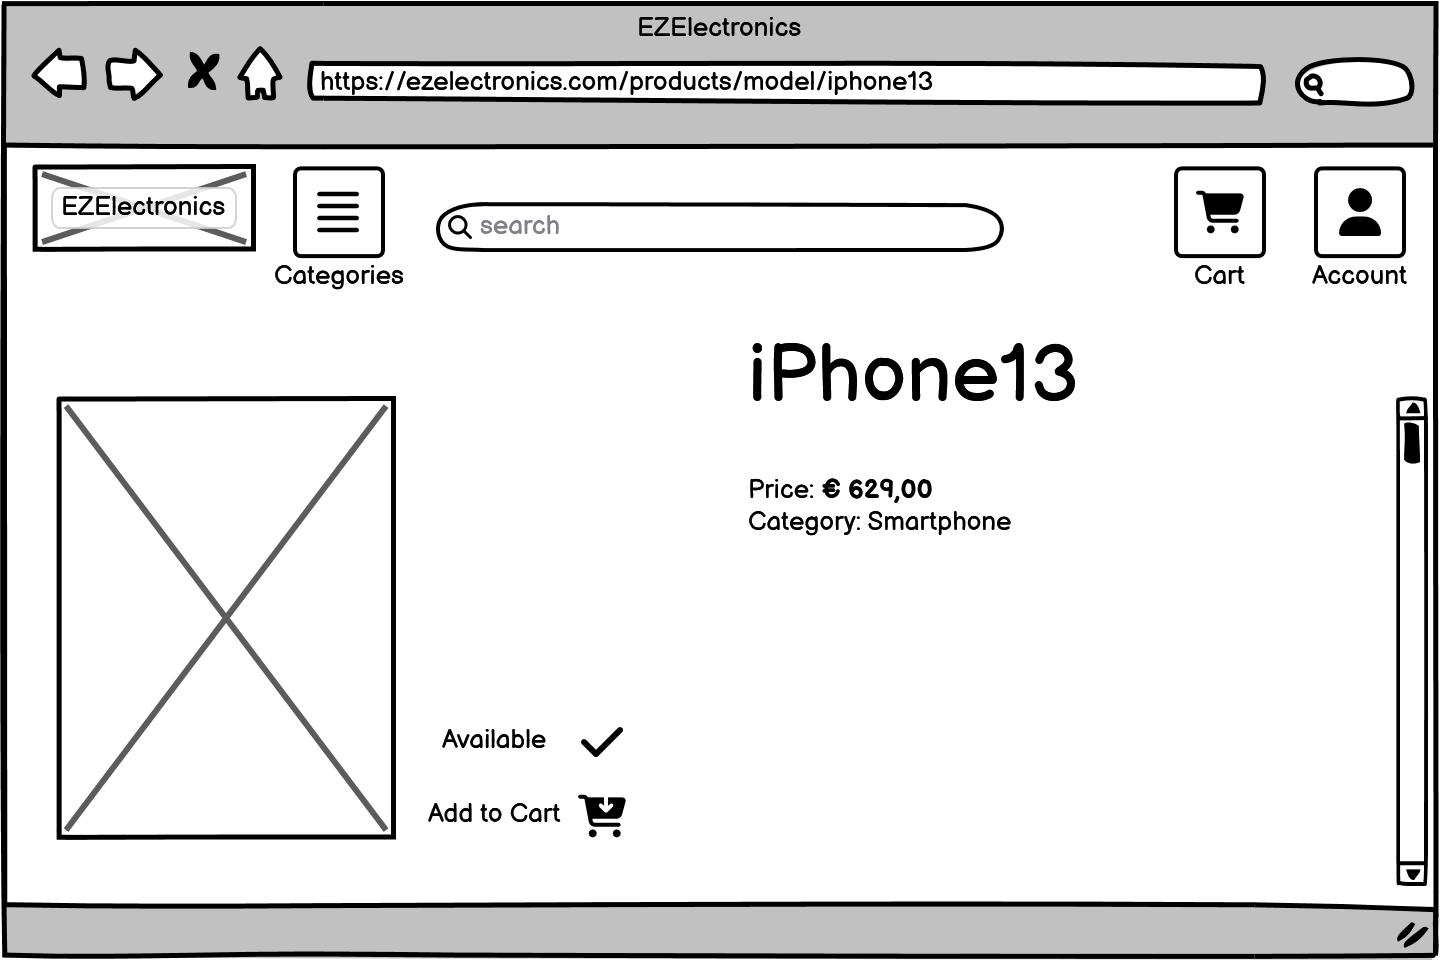 EZElectronics
https://ezelectronics.com/products/model/iphone13
EZElectronics
search
Categories
Cart
Account
iPhone13
Price: € 629,00
Category: Smartphone
Available
Add to Cart